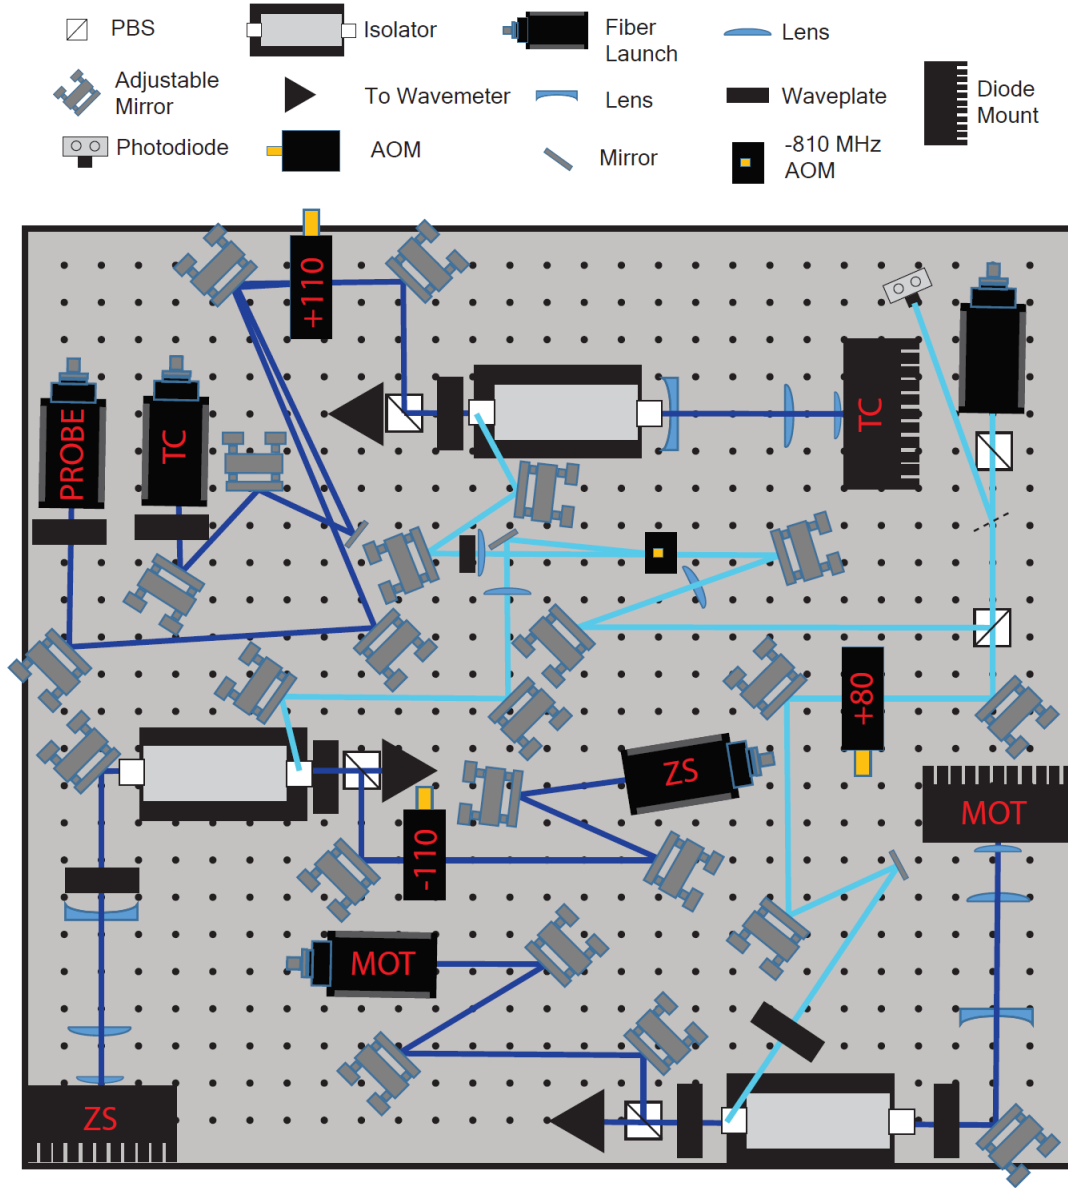 PBS
Isolator
Fiber
Launch
Lens
Adjustable
Mirror
To Wavemeter
Lens
Waveplate
Diode
Mount
Photodiode
AOM
Mirror
-810 MHz
AOM
+110
PROBE
TC
TC
+80
ZS
MOT
-110
MOT
ZS